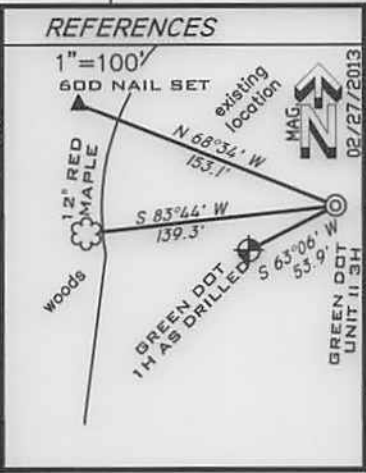 REFERENCES
1"=100'
60D NAIL SET
existing
location
MAG.
N
02/27/2013
N 68°34' W
153.1'
12" RED
MAPLE
S 83°44' W
139.3'
woods
GREEN DOT
1H AS DRILLED
S 63°06' W
53.9'
GREEN DOT
UNIT II 3H